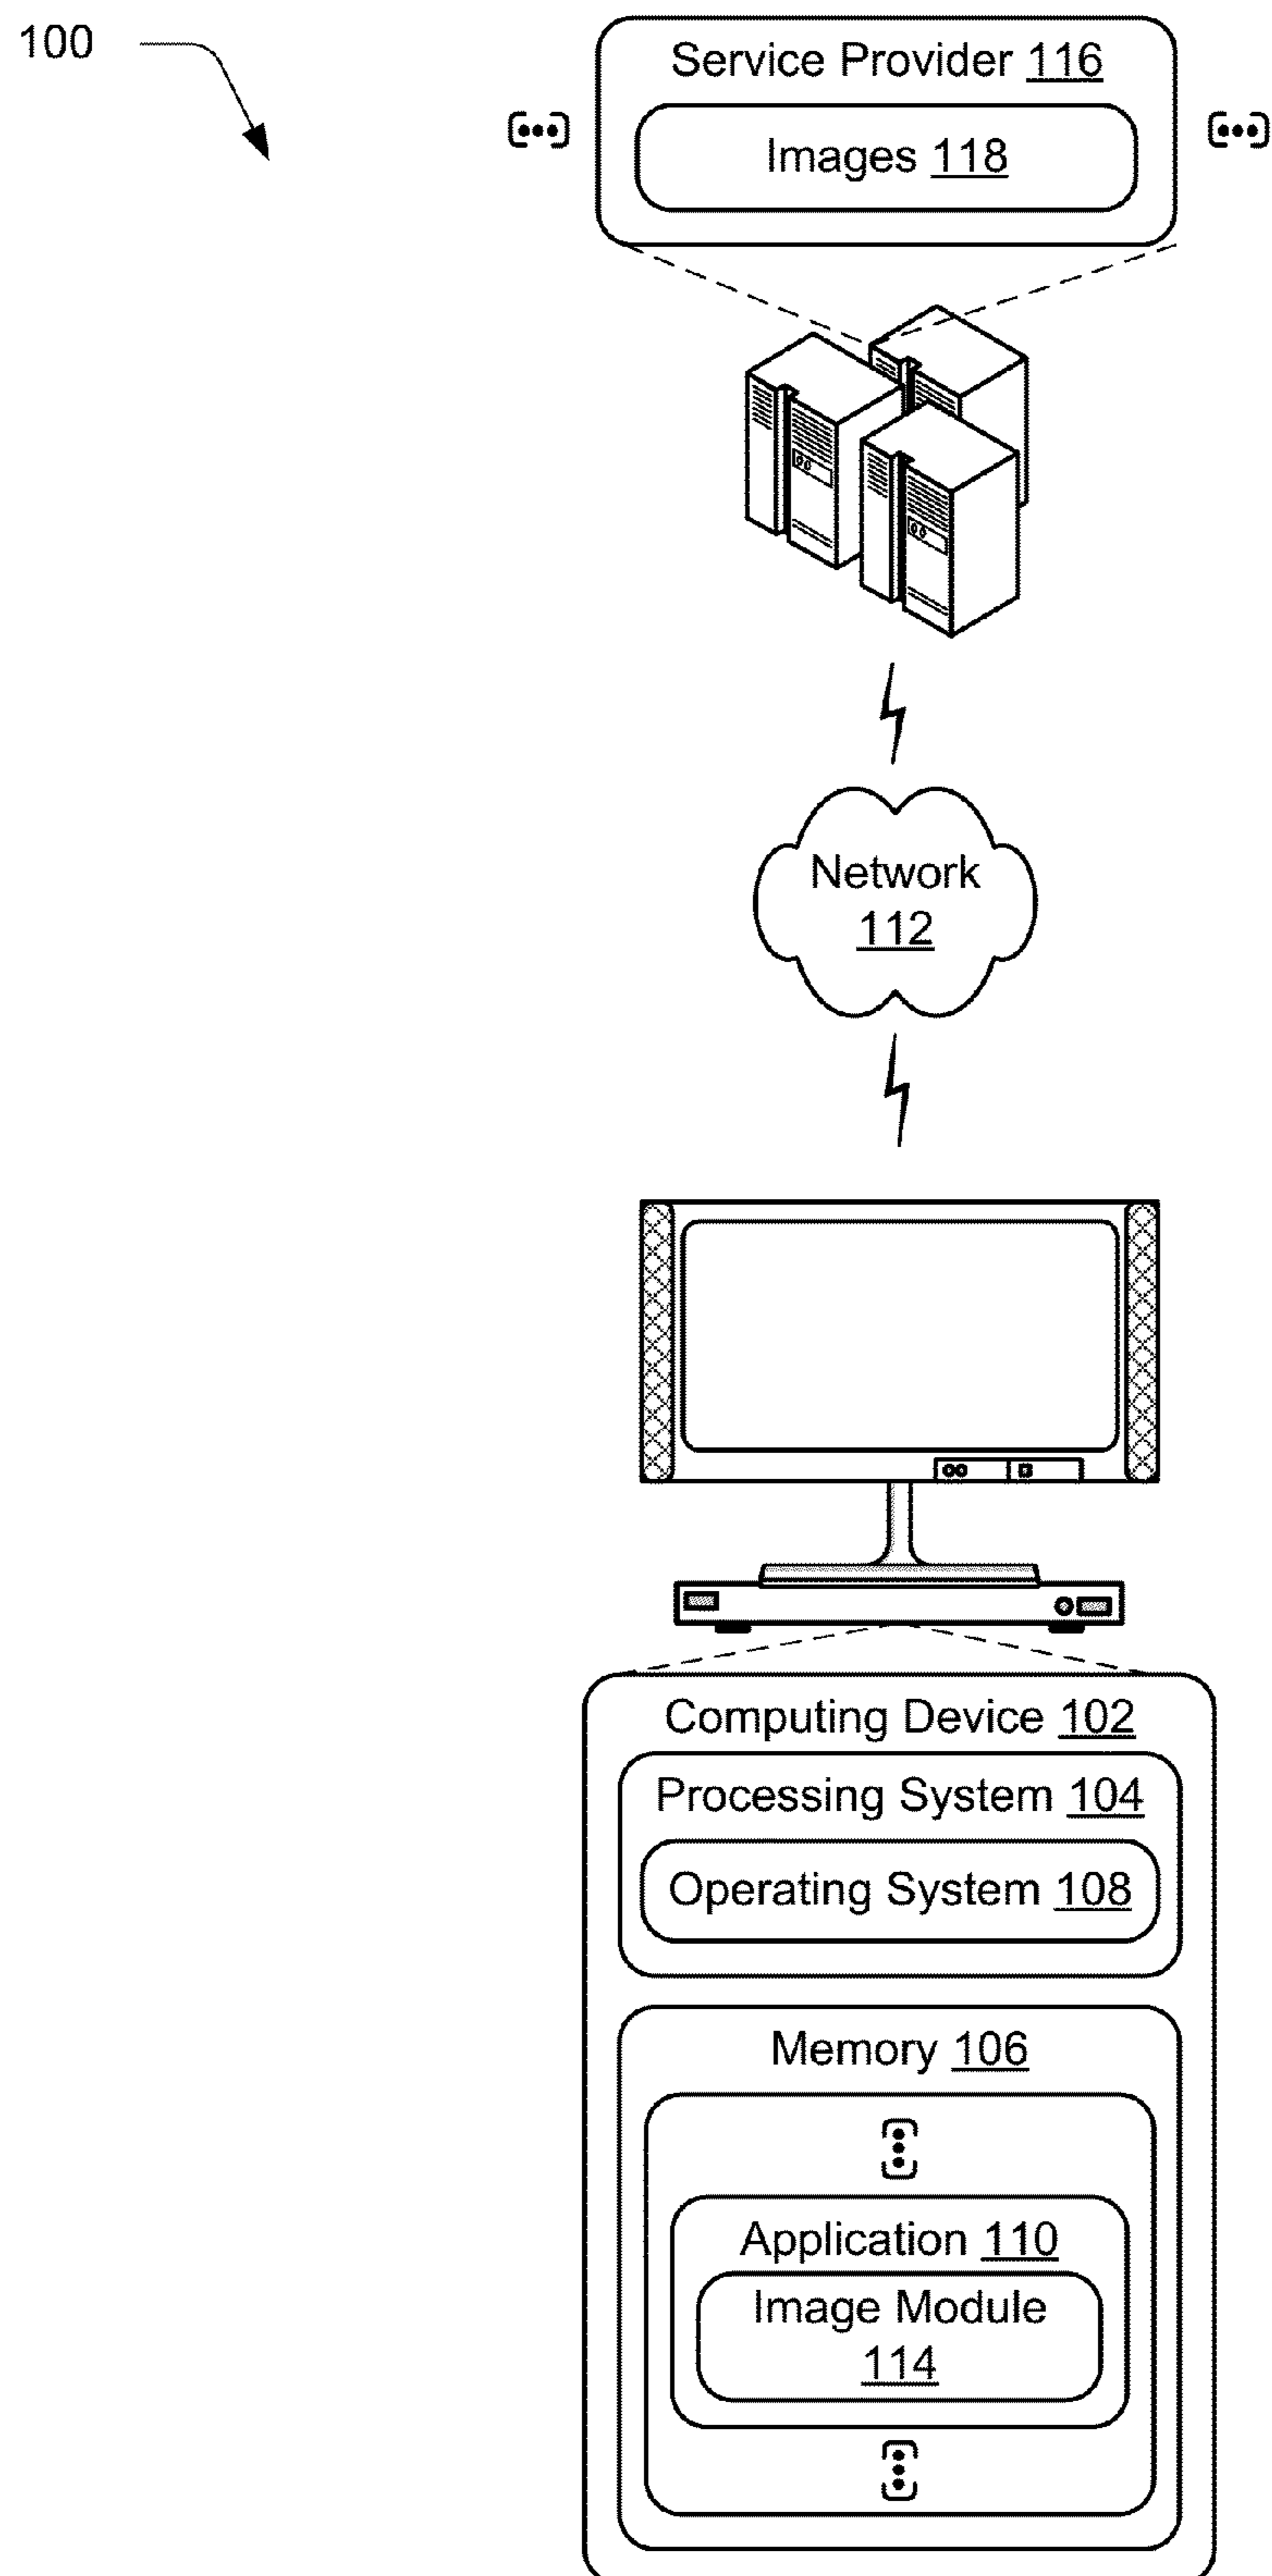 100
Service Provider 116
Images 118
Network
112
Computing Device 102
Processing System 104
Operating System 108
Memory 106
Application 110
Image Module
114